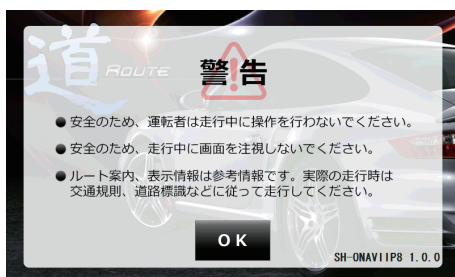 道 ROUTE
警告
●安全のため、運転者は走行中に操作を行わないでください。
●安全のため、走行中に画面を注視しないでください。
●ルート案内、表示情報は参考情報です。実際の走行時は
交通規則、道路標識などに従って走行してください。
OK
SH-ONAVIIP8 1.0.0